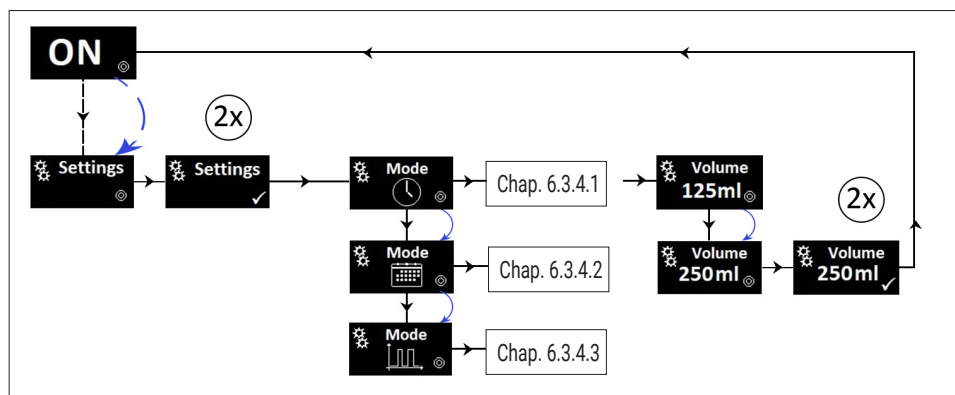 ON
2x
Settings
Settings
Mode
Chap. 6.3.4.1
Volume
125ml
2x
Mode
Chap. 6.3.4.2
Volume
250ml
Volume
250ml
Mode
Chap. 6.3.4.3